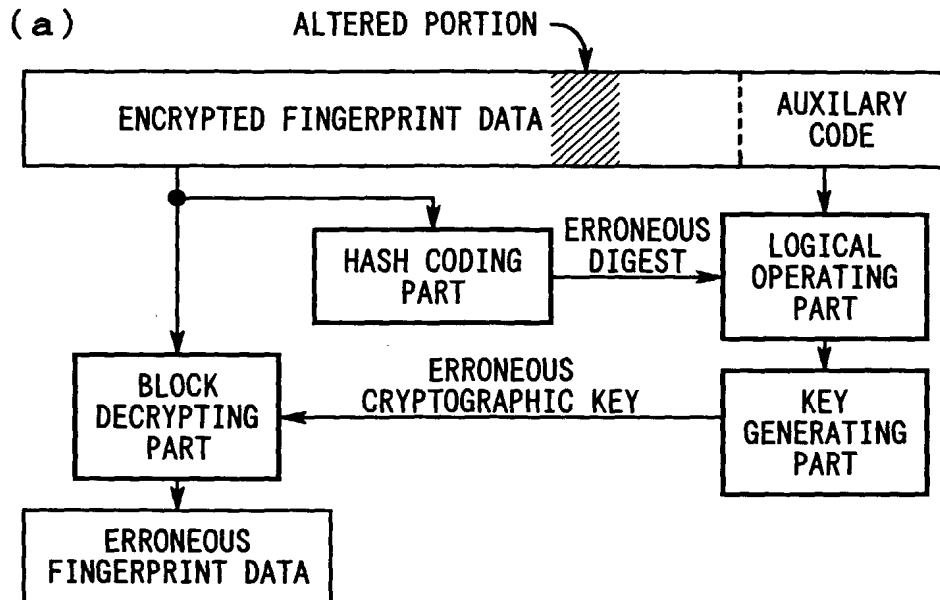 (a)
ALTERED PORTION
ENCRYPTED FINGERPRINT DATA
AUXILARY
CODE
HASH CODING
PART
ERRONEOUS
DIGEST
LOGICAL
OPERATING
PART
BLOCK
DECRYPTING
PART
ERRONEOUS
CRYPTOGRAPHIC KEY
KEY
GENERATING
PART
ERRONEOUS
FINGERPRINT DATA